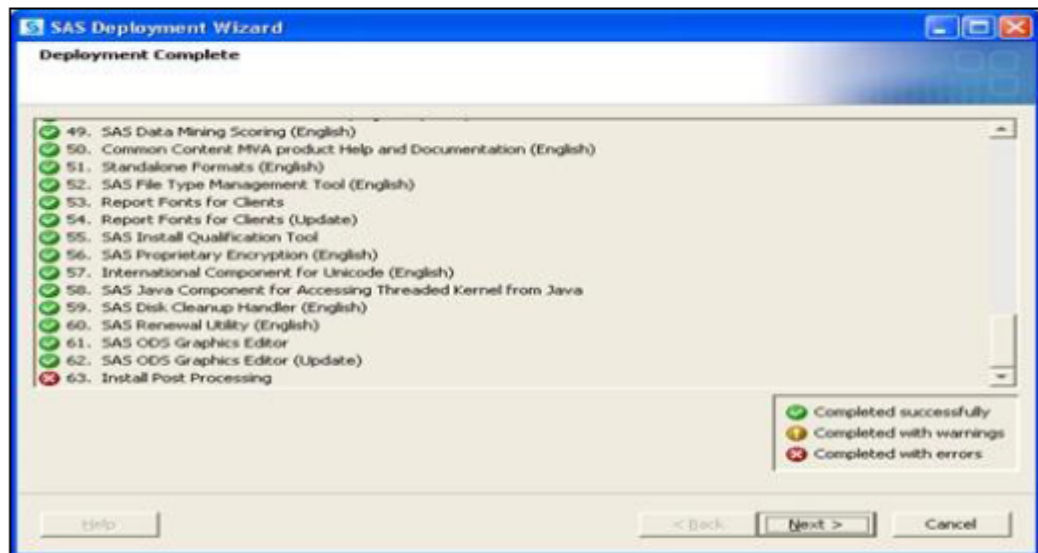 SAS Deployment Wizard
Deployment Complete
49. SAS Data Mining Scoring (English)
50. Common Content MVA product Help and Documentation (English)
51. Standalone Formats (English)
52. SAS File Type Management Tool (English)
53. Report Fonts for Clients
54. Report Fonts for Clients (Update)
55. SAS Install Qualification Tool
56. SAS Proprietary Encryption (English)
57. International Component for Unicode (English)
58. SAS Java Component for Accessing Threaded Kernel from Java
59. SAS Disk Cleanup Handler (English)
60. SAS Renewal Utility (English)
61. SAS ODS Graphics Editor
62. SAS ODS Graphics Editor (Update)
63. Install Post Processing
Completed successfully
Completed with warnings
Completed with errors
Help < Back Next > Cancel